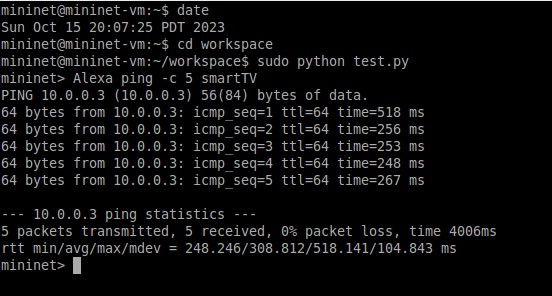 mininet@mininet-vm:~$ date
Sun Oct 15 20:07:25 PDT 2023
mininet@mininet-vm:~$ cd workspace
mininet@mininet-vm:~/workspace$ sudo python test.py
mininet> Alexa ping -c 5 smartTV
PING 10.0.0.3 (10.0.0.3) 56(84) bytes of data.
64 bytes from 10.0.0.3: icmp_seq=1 ttl=64 time=518 ms
64 bytes from 10.0.0.3: icmp_seq=2 ttl=64 time=256 ms
64 bytes from 10.0.0.3: icmp_seq=3 ttl=64 time=253 ms
64 bytes from 10.0.0.3: icmp_seq=4 ttl=64 time=248 ms
64 bytes from 10.0.0.3: icmp_seq=5 ttl=64 time=267 ms
--- 10.0.0.3 ping statistics ---
5 packets transmitted, 5 received, 0% packet loss, time 4006ms
rtt min/avg/max/mdev = 248.246/308.812/518.141/104.843 ms
mininet>